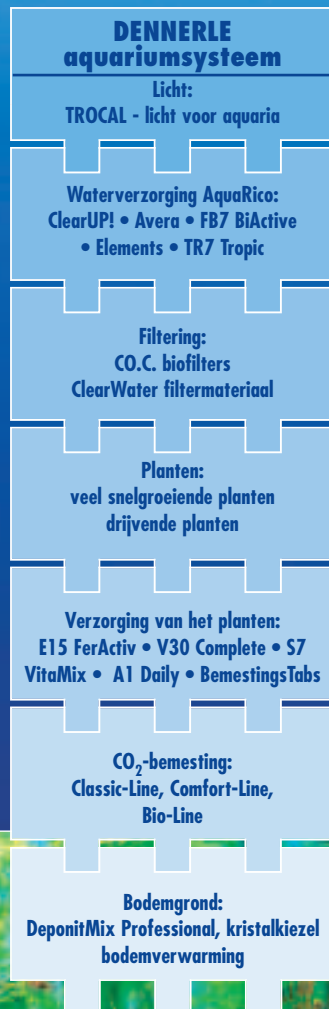 DENNERLE
aquariumsysteem
Licht:
TROCAL - licht voor aquaria
Waterverzorging AquaRico:
ClearUP! • Avera • FB7 BiActive
• Elements • TR7 Tropic
Filtering:
CO.C. biofilters
ClearWater filtermateriaal
Planten:
veel snelgroeiende planten
drijvende planten
Verzorging van het planten:
E15 FerActiv • V30 Complete • S7
VitaMix • A1 Daily • BemestingsTabs
CO₂-bemesting:
Classic-Line, Comfort-Line,
Bio-Line
Bodemgrond:
DeponitMix Professional, kristalkiezel
bodemverwarming